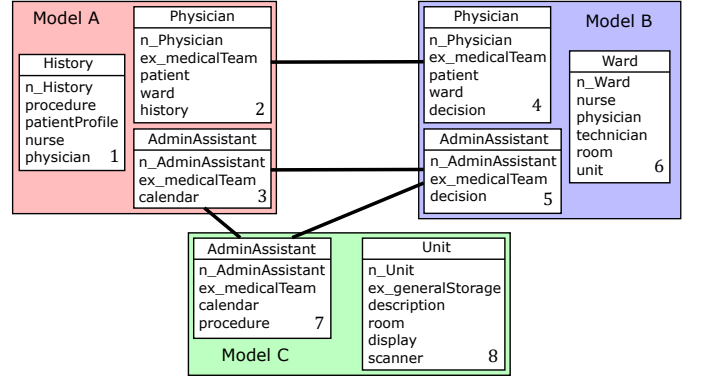 Model A
History
n_History
procedure
patientProfile
nurse
physician 1
Physician
n_Physician
ex_medicalTeam
patient
ward
history 2
AdminAssistant
n_AdminAssistant
ex_medicalTeam
calendar 3
Physician
n_Physician
ex_medicalTeam
patient
ward
decision 4
AdminAssistant
n_AdminAssistant
ex_medicalTeam
decision 5
Model B
Ward
n_Ward
nurse
physician
technician
room
unit 6
AdminAssistant
n_AdminAssistant
ex_medicalTeam
calendar
procedure 7
Model C
Unit
n_Unit
ex_generalStorage
description
room
display
scanner 8